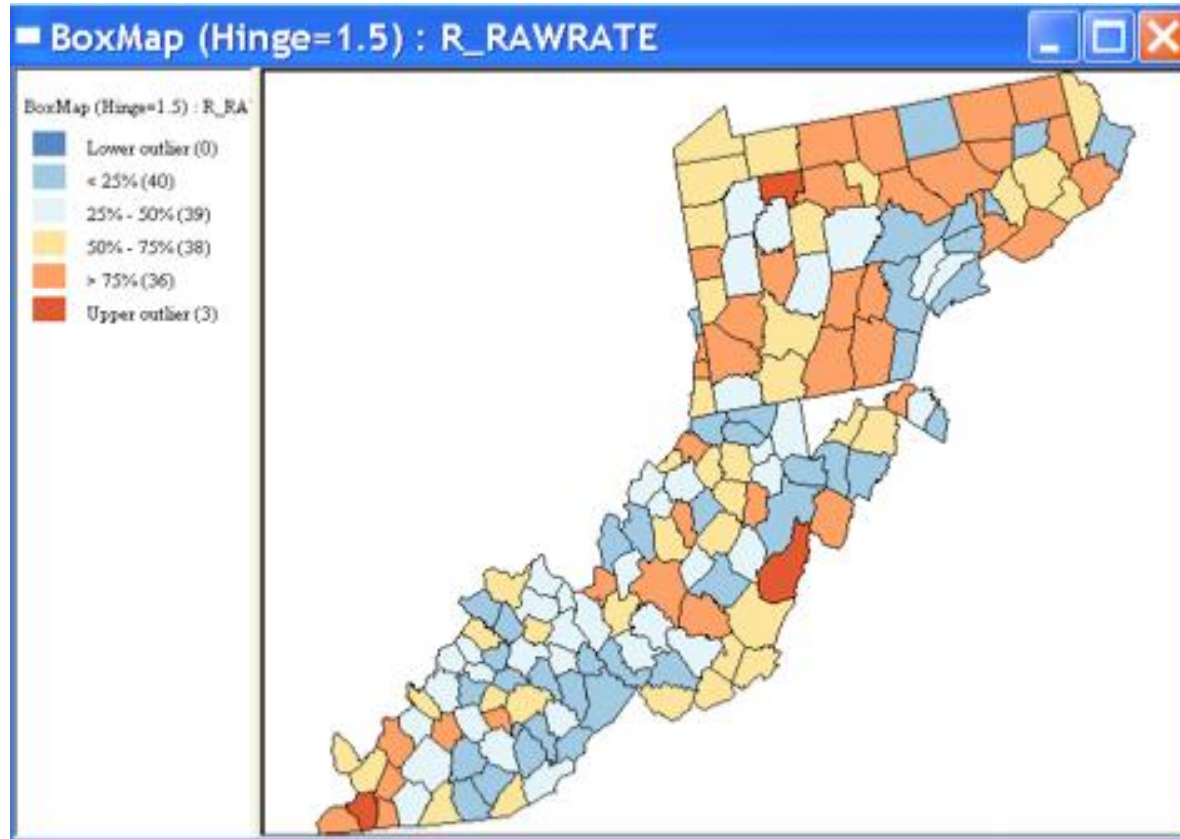 BoxMap (Hinge=1.5) : R_RAWRATE
BoxMap (Hinge=1.5) : R_RA
Lower outlier (0)
< 25% (40)
25% - 50% (39)
50% - 75% (38)
> 75% (36)
Upper outlier (3)